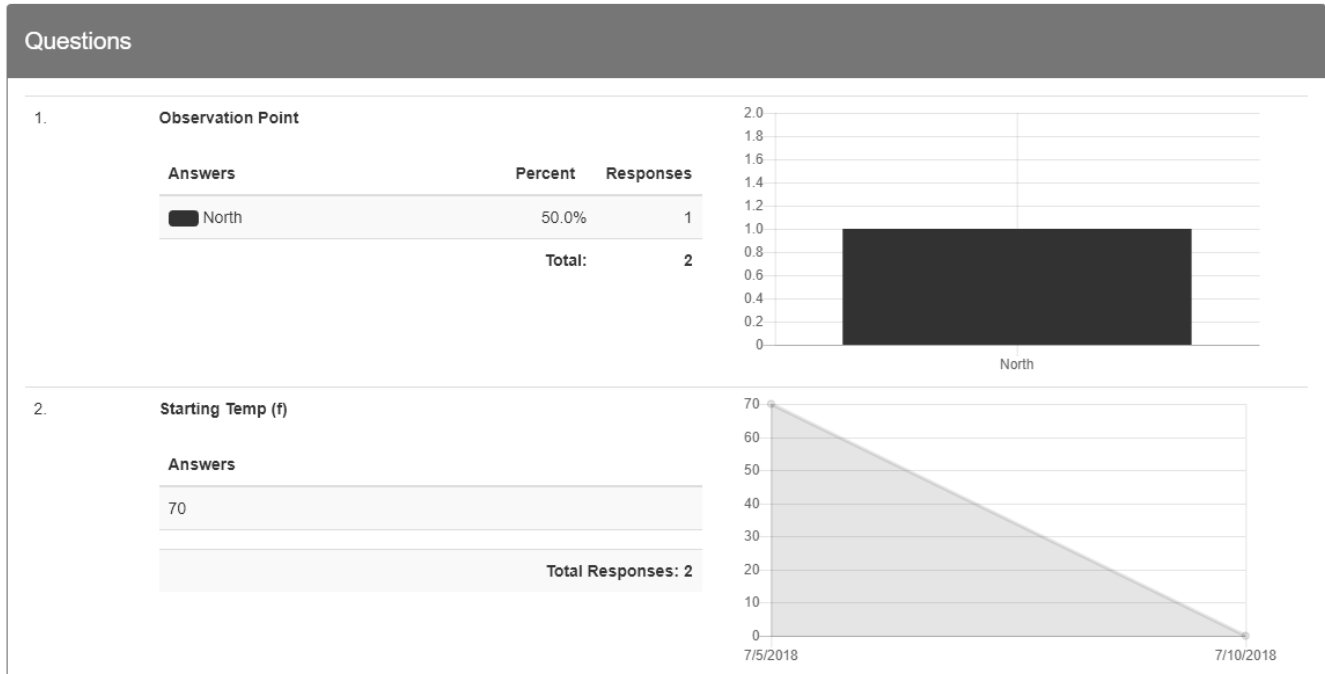 Questions
1. Observation Point
Answers Percent Responses
North 50.0% 1
Total: 2
2.0
1.8
1.6
1.4
1.2
1.0
0.8
0.6
0.4
0.2
0
North
2. Starting Temp (f)
Answers
70
Total Responses: 2
70
60
50
40
30
20
10
0
7/5/2018 7/10/2018